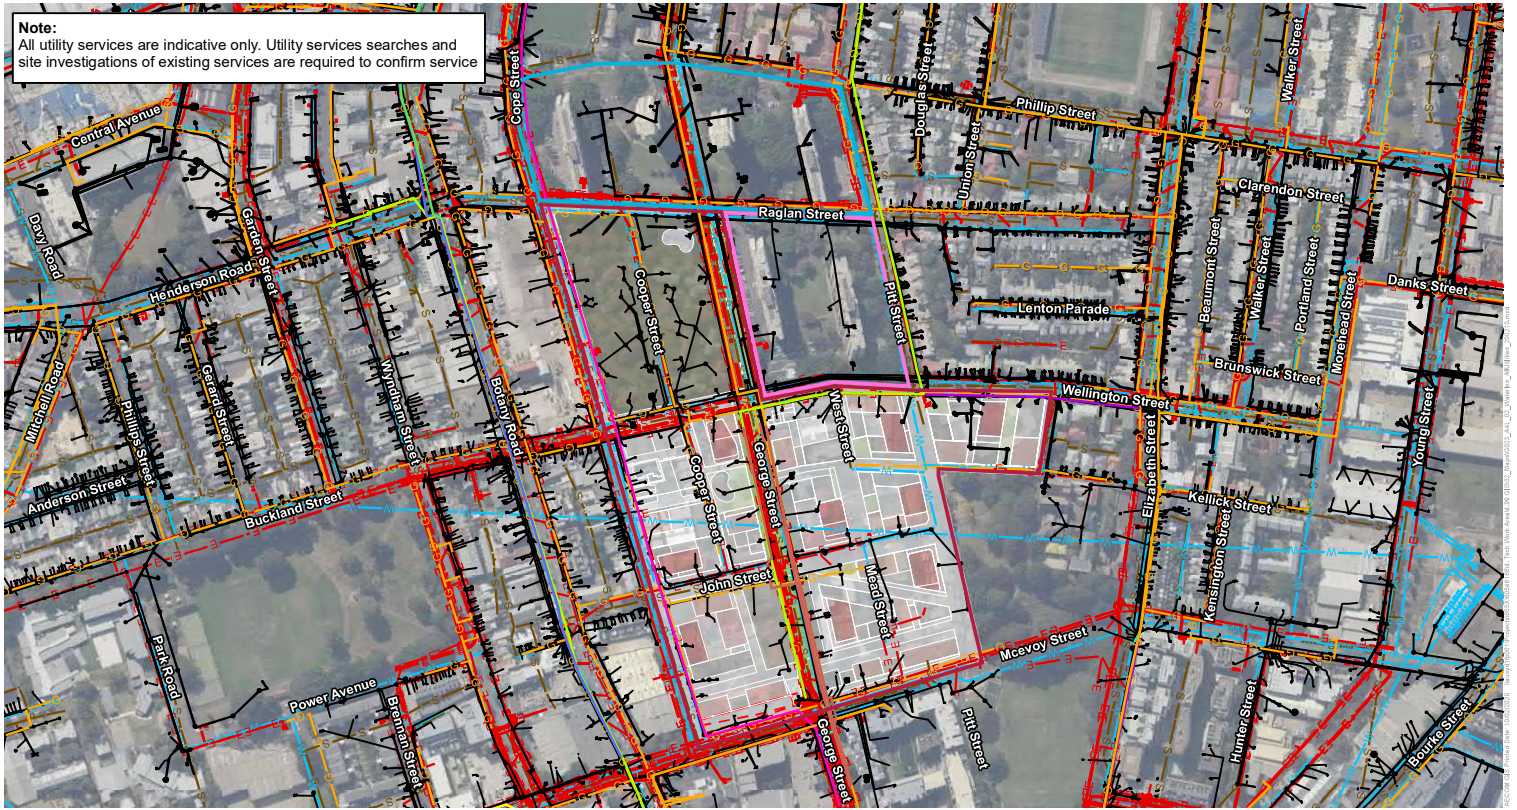 Note:
All utility services are indicative only. Utility services searches and
site investigations of existing services are required to confirm service
Cope Street
Central Avenue
Douglas Street
Walker Street
Phillip Street
Union Street
Clarendon Street
Davy Road
Garden Street
Raglan Street
Henderson Road
Beaumont Street
Walker Street
Portland Street
Morehead Street
Danks Street
Cooper Street
Pitt Street
Lenton Parade
Mitchell Road
Phillips Street
Gerard Street
Wyndham Street
Botany Road
Brunswick Street
Wellington Street
West Street
Young Street
Anderson Street
Buckland Street
Cooper Street
George Street
Elizabeth Street
Kellick Street
Kensington Street
John Street
Mead Street
Mcevoy Street
Park Road
Power Avenue
Brennan Street
George Street
Pitt Street
Hunter Street
Bourke Street